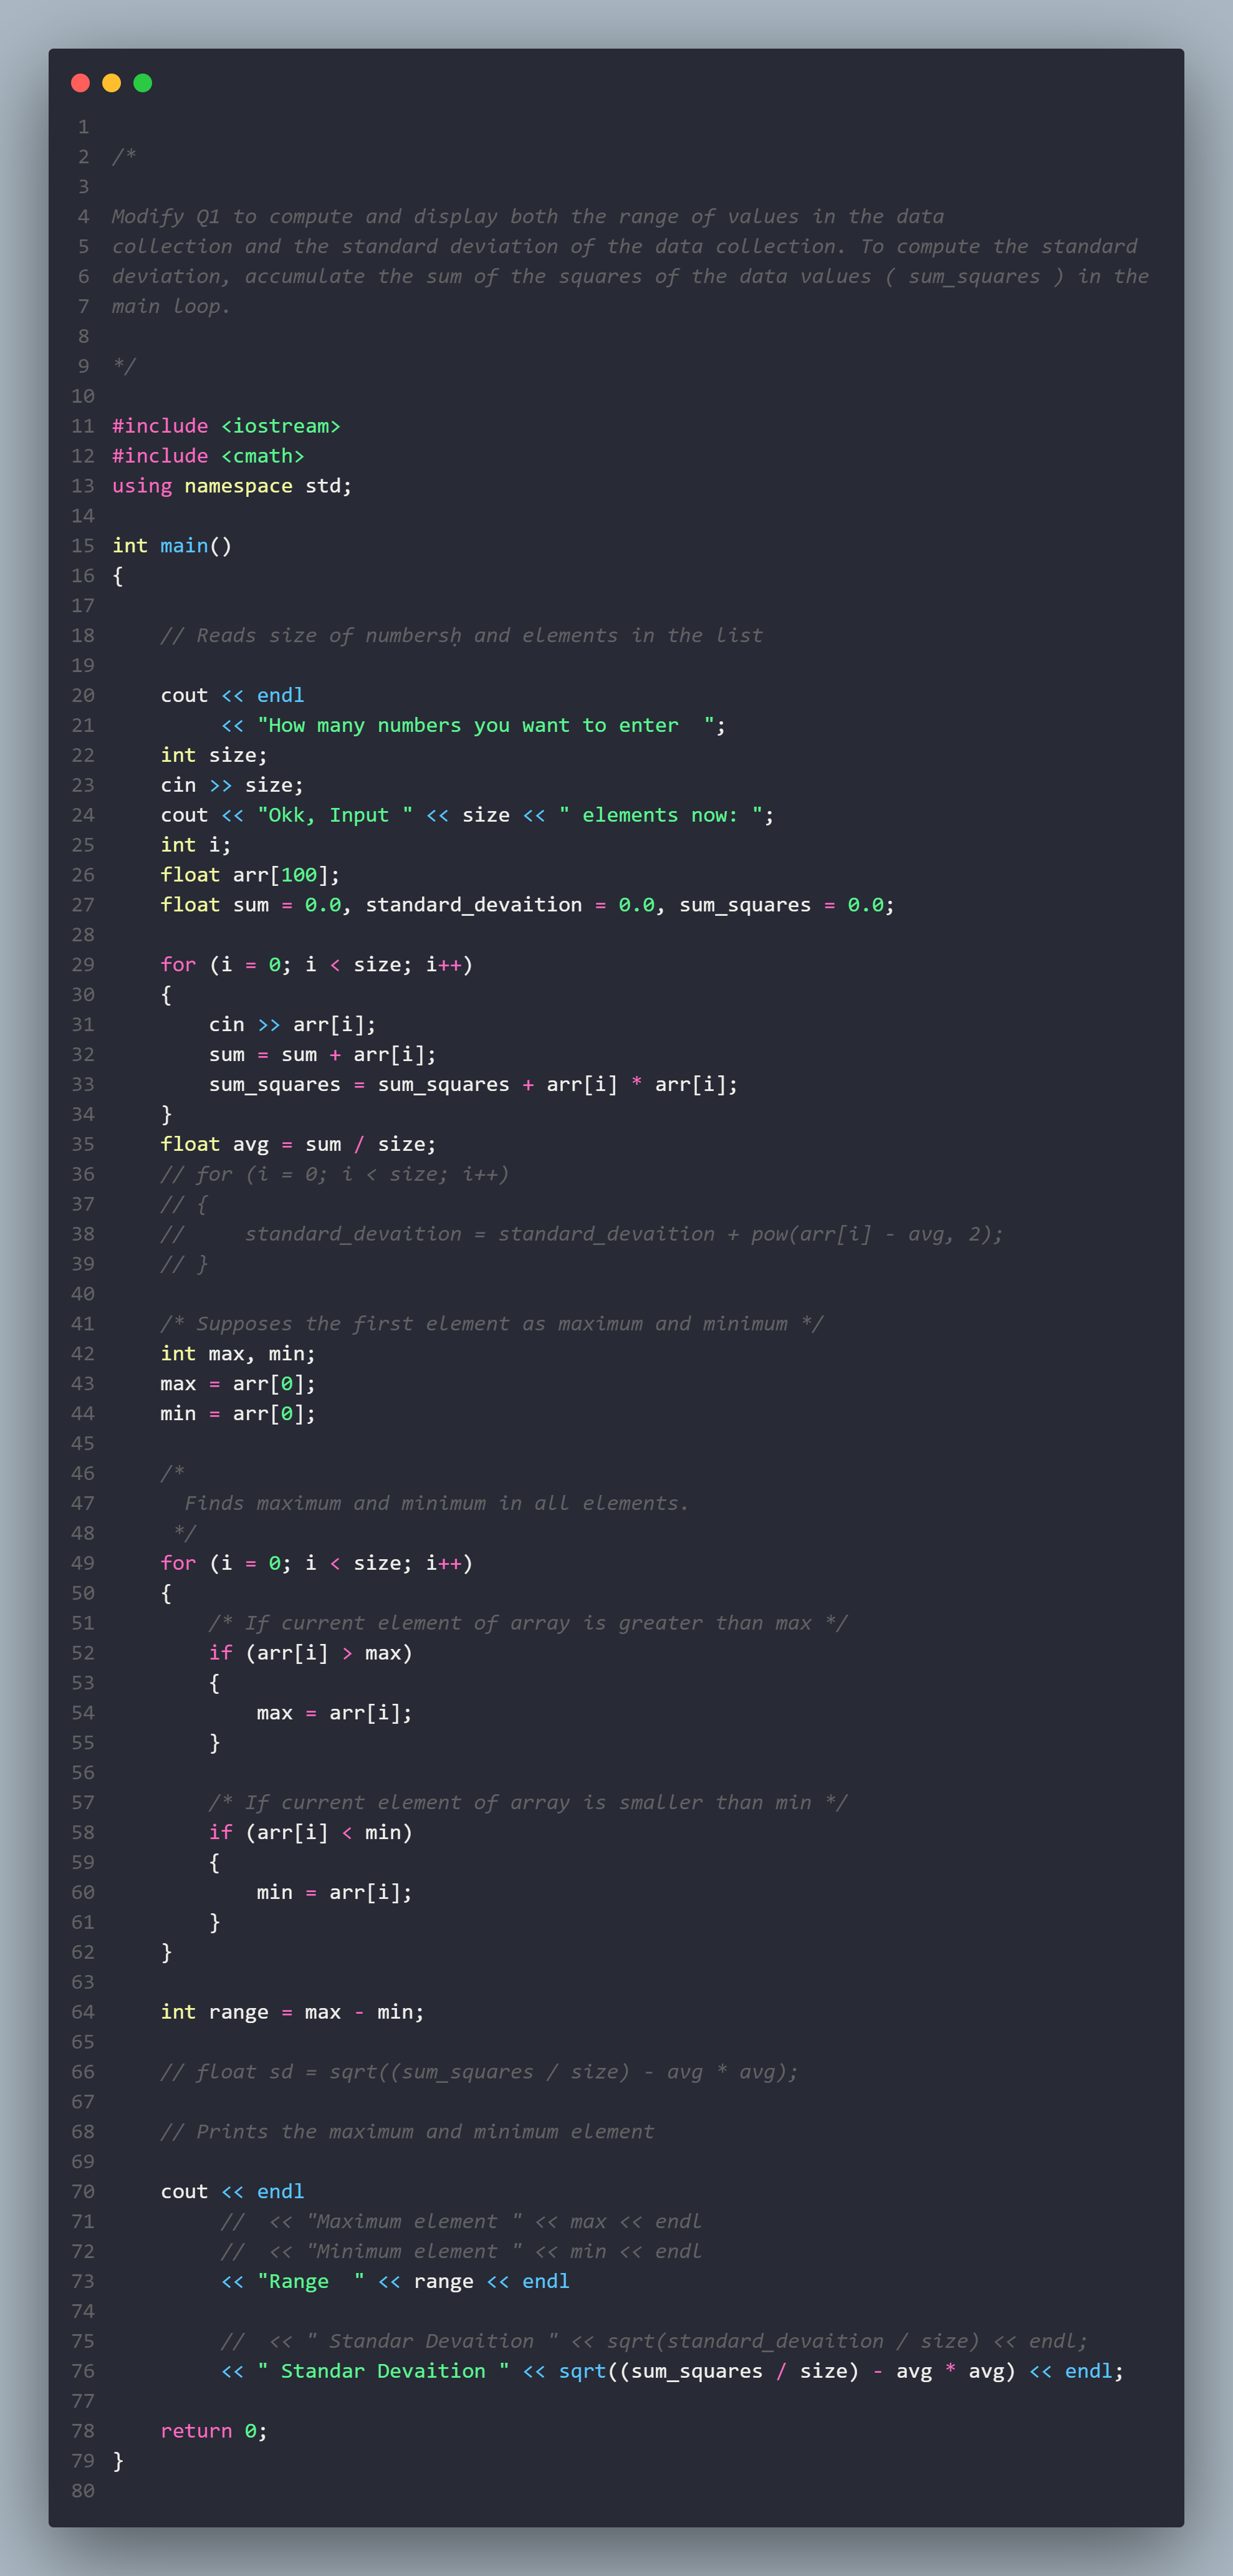 1
2 /*
3
4 Modify Q1 to compute and display both the range of values in the data
5 collection and the standard deviation of the data collection. To compute the standard
6 deviation, accumulate the sum of the squares of the data values ( sum_squares ) in the
7 main loop.
8
9 */
10
11 #include <iostream>
12 #include <cmath>
13 using namespace std;
14
15 int main()
16 {
17
18     // Reads size of numbersḥ and elements in the list
19
20     cout << endl
21          << "How many numbers you want to enter  ";
22     int size;
23     cin >> size;
24     cout << "Okk, Input " << size << " elements now: ";
25     int i;
26     float arr[100];
27     float sum = 0.0, standard_devaition = 0.0, sum_squares = 0.0;
28
29     for (i = 0; i < size; i++)
30     {
31         cin >> arr[i];
32         sum = sum + arr[i];
33         sum_squares = sum_squares + arr[i] * arr[i];
34     }
35     float avg = sum / size;
36     // for (i = 0; i < size; i++)
37     // {
38     //     standard_devaition = standard_devaition + pow(arr[i] - avg, 2);
39     // }
40
41     /* Supposes the first element as maximum and minimum */
42     int max, min;
43     max = arr[0];
44     min = arr[0];
45
46     /*
47       Finds maximum and minimum in all elements.
48      */
49     for (i = 0; i < size; i++)
50     {
51         /* If current element of array is greater than max */
52         if (arr[i] > max)
53         {
54             max = arr[i];
55         }
56
57         /* If current element of array is smaller than min */
58         if (arr[i] < min)
59         {
60             min = arr[i];
61         }
62     }
63
64     int range = max - min;
65
66     // float sd = sqrt((sum_squares / size) - avg * avg);
67
68     // Prints the maximum and minimum element
69
70     cout << endl
71          //  << "Maximum element " << max << endl
72          //  << "Minimum element " << min << endl
73          << "Range  " << range << endl
74
75          //  << " Standar Devaition " << sqrt(standard_devaition / size) << endl;
76          << " Standar Devaition " << sqrt((sum_squares / size) - avg * avg) << endl;
77
78     return 0;
79 }
80